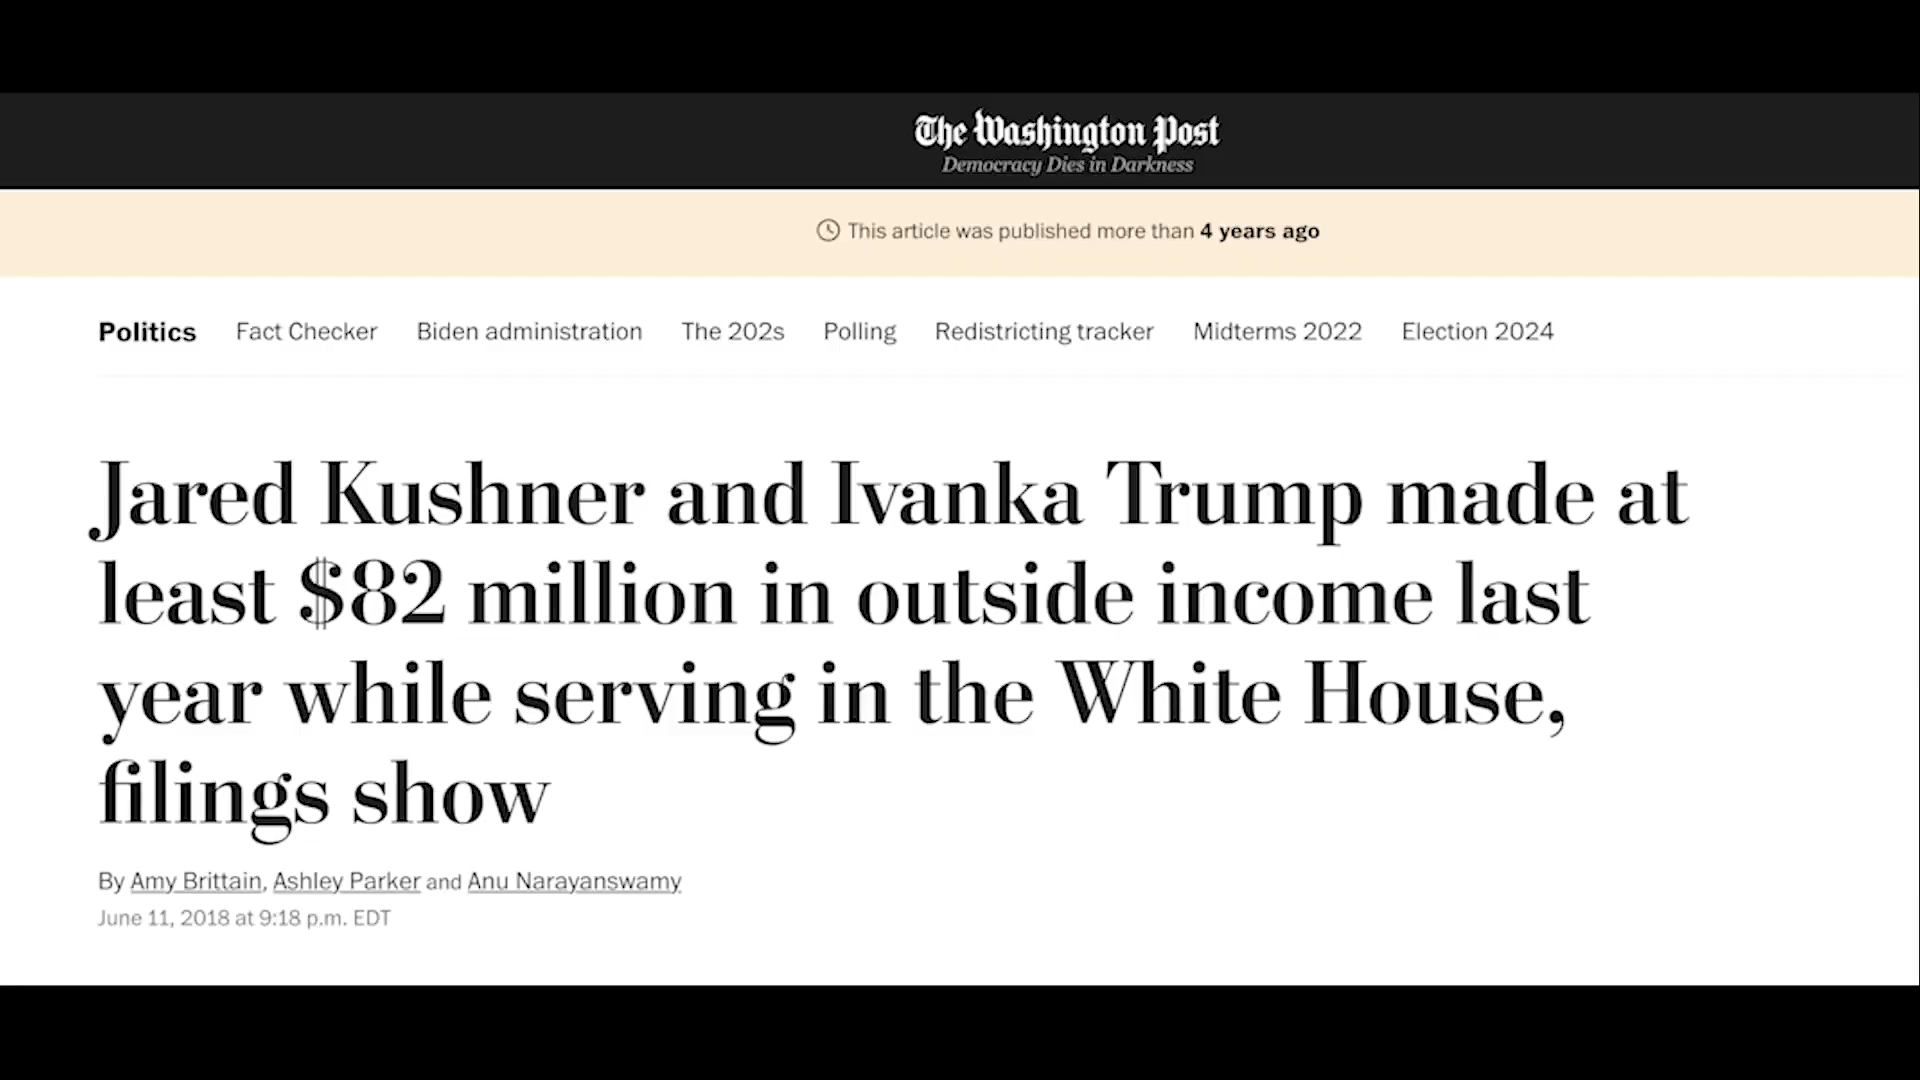 The Washington Post
Democracy Dies in Darkness
This article was published more than 4 years ago
Politics Fact Checker Biden administration The 202s Polling Redistricting tracker Midterms 2022 Election 2024
Jared Kushner and Ivanka Trump made at
least $82 million in outside income last
year while serving in the White House,
filings show
By Amy Brittain, Ashley Parker and Anu Narayanswamy
June 11, 2018 at 9:18 p.m. EDT